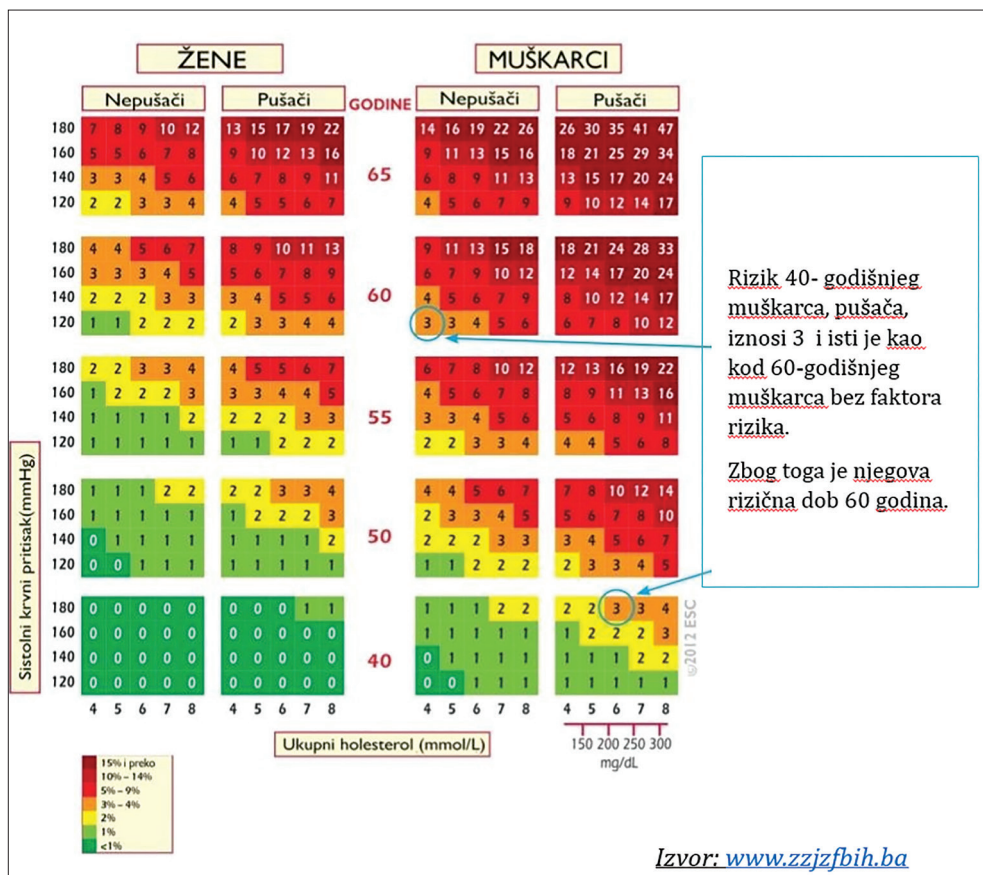 ŽENE MUŠKARCI
Nepušači Pušači GODINE Nepušači Pušači
180 7 8 9 10 12 13 15 17 19 22 14 16 19 22 26 26 30 35 41 47
160 5 5 6 7 8 9 10 12 13 16 9 11 13 15 16 18 21 25 29 34
140 3 3 4 5 6 6 7 8 9 11 65 6 8 9 11 13 13 15 17 20 24
120 2 2 3 3 4 4 5 5 6 7 4 5 6 7 9 9 10 12 14 17
180 4 4 5 6 7 8 9 10 11 13 9 11 13 15 18 18 21 24 28 33
160 3 3 3 4 5 5 6 7 8 9 6 7 9 10 12 12 14 17 20 24
140 2 2 2 3 3 3 4 5 5 6 60 4 5 6 7 9 8 10 12 14 17
120 1 1 2 2 2 2 3 3 4 4 3 3 4 5 6 6 7 8 10 12
180 2 2 3 3 4 4 5 5 6 7 6 7 8 10 12 12 13 16 19 22
160 1 2 2 2 3 3 3 4 4 5 4 5 6 7 8 8 9 11 13 16
140 1 1 1 1 2 2 2 2 3 3 55 3 3 4 5 6 5 6 8 9 11
120 1 1 1 1 1 1 1 2 2 2 2 2 3 3 4 4 4 5 6 8
180 1 1 1 2 2 2 2 3 3 4 4 4 5 6 7 7 8 10 12 14
160 1 1 1 1 1 1 2 2 2 3 2 3 3 4 5 5 6 7 8 10
140 0 1 1 1 1 1 1 1 1 2 50 2 2 2 3 3 3 4 5 6 7
120 0 0 1 1 1 1 1 1 1 1 1 1 2 2 2 2 3 3 4 5
180 0 0 0 0 0 0 0 0 1 1 1 1 1 2 2 2 2 3 3 4
160 0 0 0 0 0 0 0 0 0 0 1 1 1 1 1 1 2 2 2 3
140 0 0 0 0 0 0 0 0 0 0 40 0 1 1 1 1 1 1 1 2 2
120 0 0 0 0 0 0 0 0 0 0 0 0 1 1 1 1 1 1 1 1
4 5 6 7 8 4 5 6 7 8 4 5 6 7 8 4 5 6 7 8
Sistolni krvni pritisak(mmHg)
©2012 ESC
Ukupni holesterol (mmol/L)
150 200 250 300
mg/dL
15% i preko
10% – 14%
5% – 9%
3% – 4%
2%
1%
<1%
Rizik 40- godišnjeg
muškarca, pušača,
iznosi 3 i isti je kao
kod 60-godišnjeg
muškarca bez faktora
rizika.
Zbog toga je njegova
rizična dob 60 godina.
Izvor: www.zzjzfbih.ba